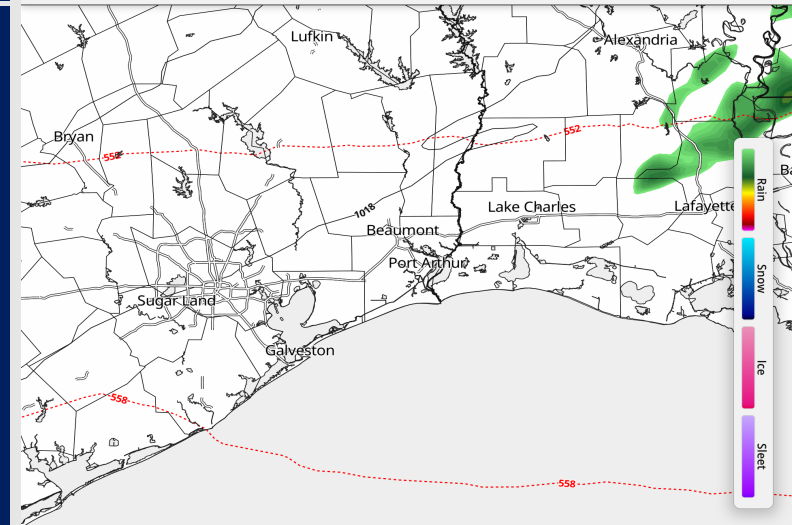 Lufkin
Alexandria
552
Bryan
552
Rain
Ba
1018
Lake Charles
Lafayette
Beaumont
Port Arthur
Snow
Sugar Land
Galveston
Ice
558
Sleet
558